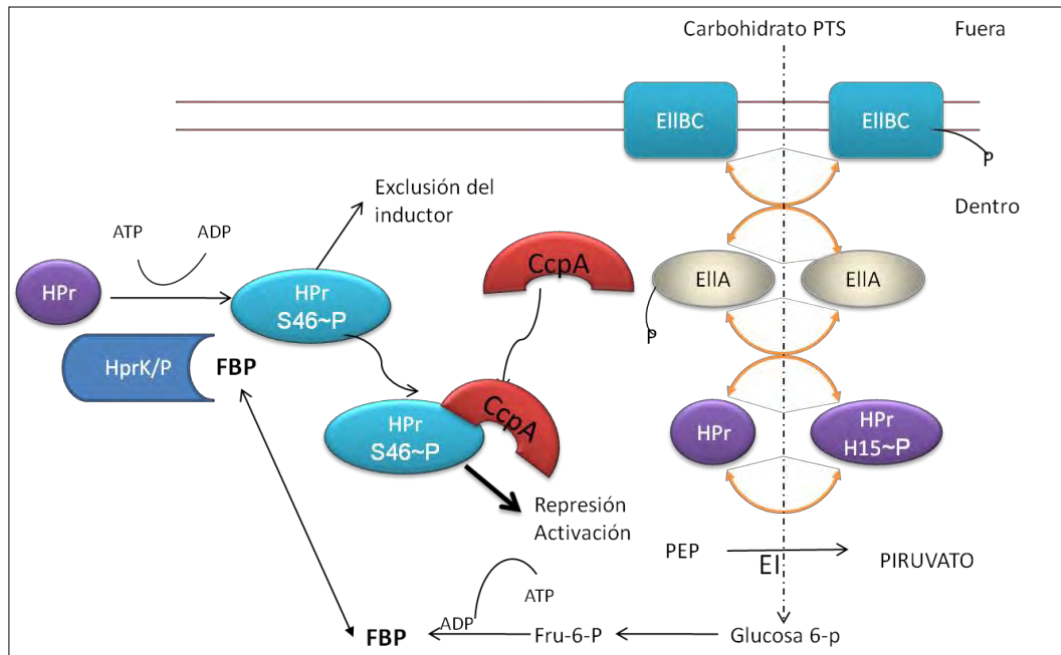 Carbohidrato PTS
Fuera
EIIBC
EIIBC
P
Exclusión del
inductor
Dentro
ATP
ADP
CcpA
HPr
HPr
S46~P
EIIA
EIIA
P
HprK/P
FBP
CcpA
HPr
S46~P
HPr
HPr
H15~P
Represión
Activación
PEP
EI
PIRUVATO
ATP
ADP
FBP
Fru-6-P
Glucosa 6-p